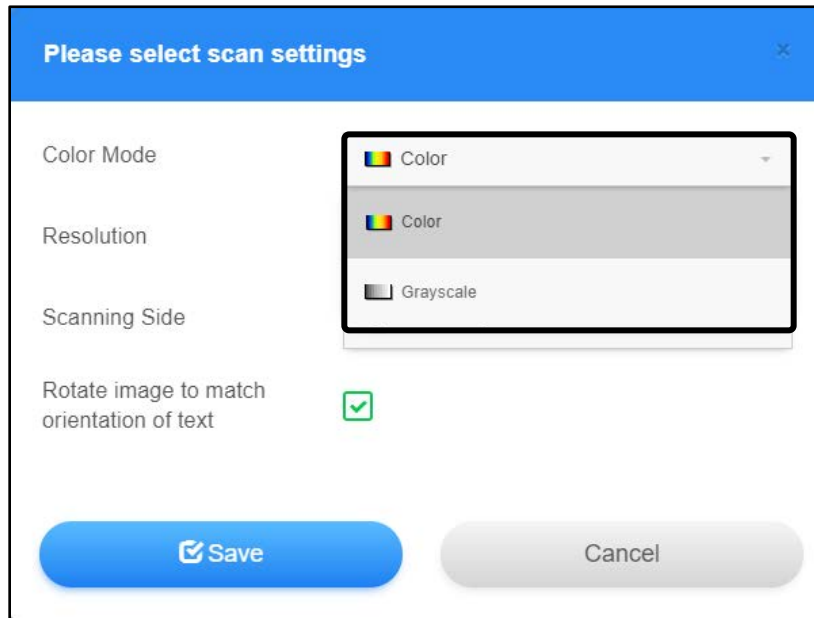 Please select scan settings
×
Color Mode
Color
Color
Resolution
Grayscale
Scanning Side
Rotate image to match
orientation of text
Save
Cancel